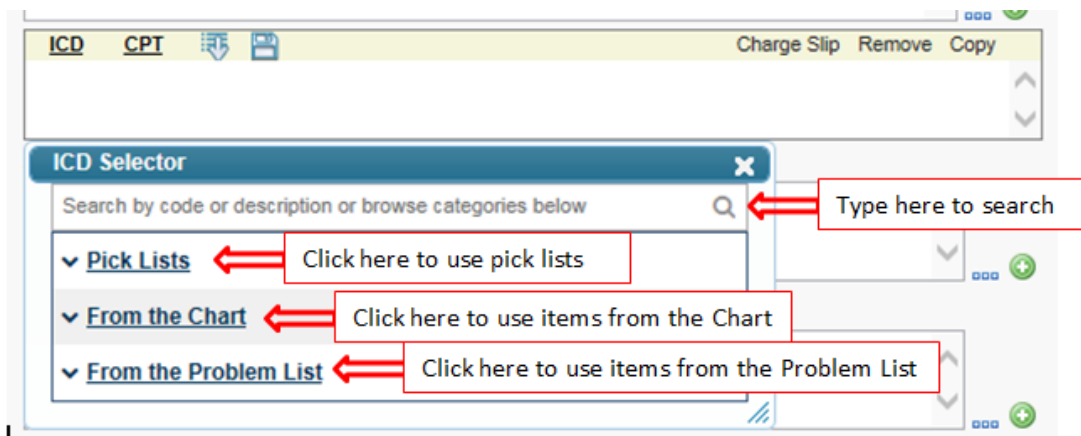 ICD CPT Charge Slip Remove Copy
ICD Selector
Search by code or description or browse categories below
Type here to search
Pick Lists
Click here to use pick lists
From the Chart
Click here to use items from the Chart
From the Problem List
Click here to use items from the Problem List